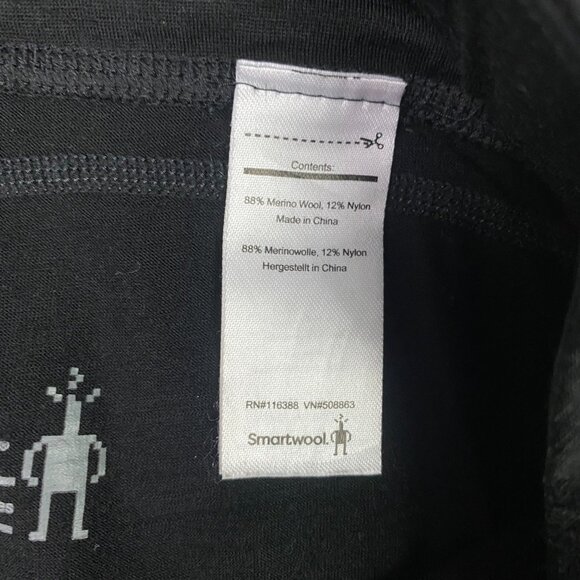 Contents:
88% Merino Wool, 12% Nylon
Made in China
88% Merinowolle, 12% Nylon
Hergestellt in China
RN#116388 VN#508863
Smartwool.